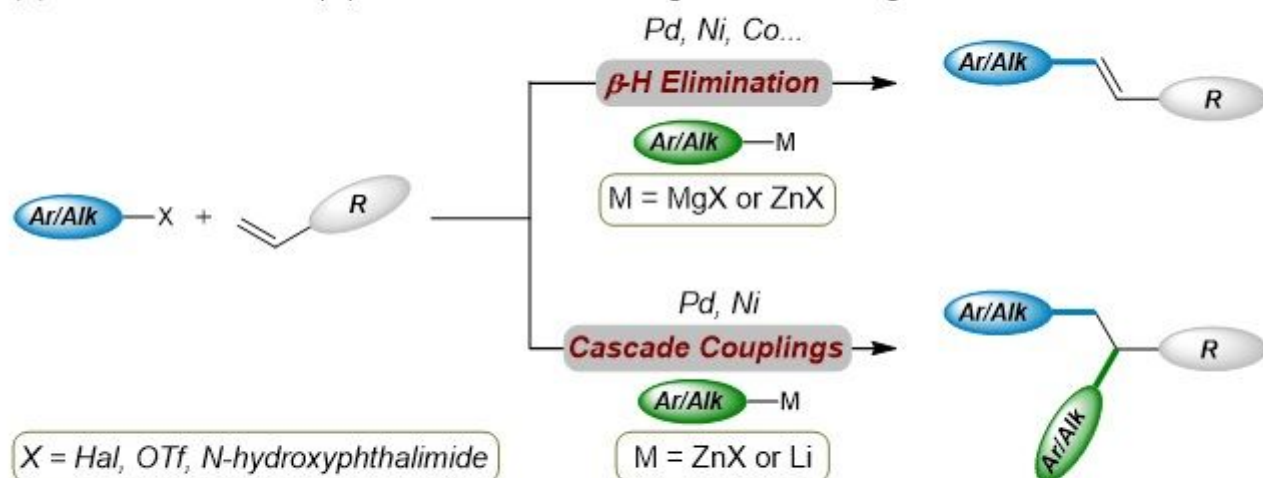 Pd, Ni, Co...
β-H Elimination
Ar/Alk
R
Ar/Alk—M
M = MgX or ZnX
Ar/Alk—X + R
Pd, Ni
Cascade Couplings
Ar/Alk
R
Ar/Alk
Ar/Alk—M
M = ZnX or Li
X = Hal, OTf, N-hydroxyphthalimide